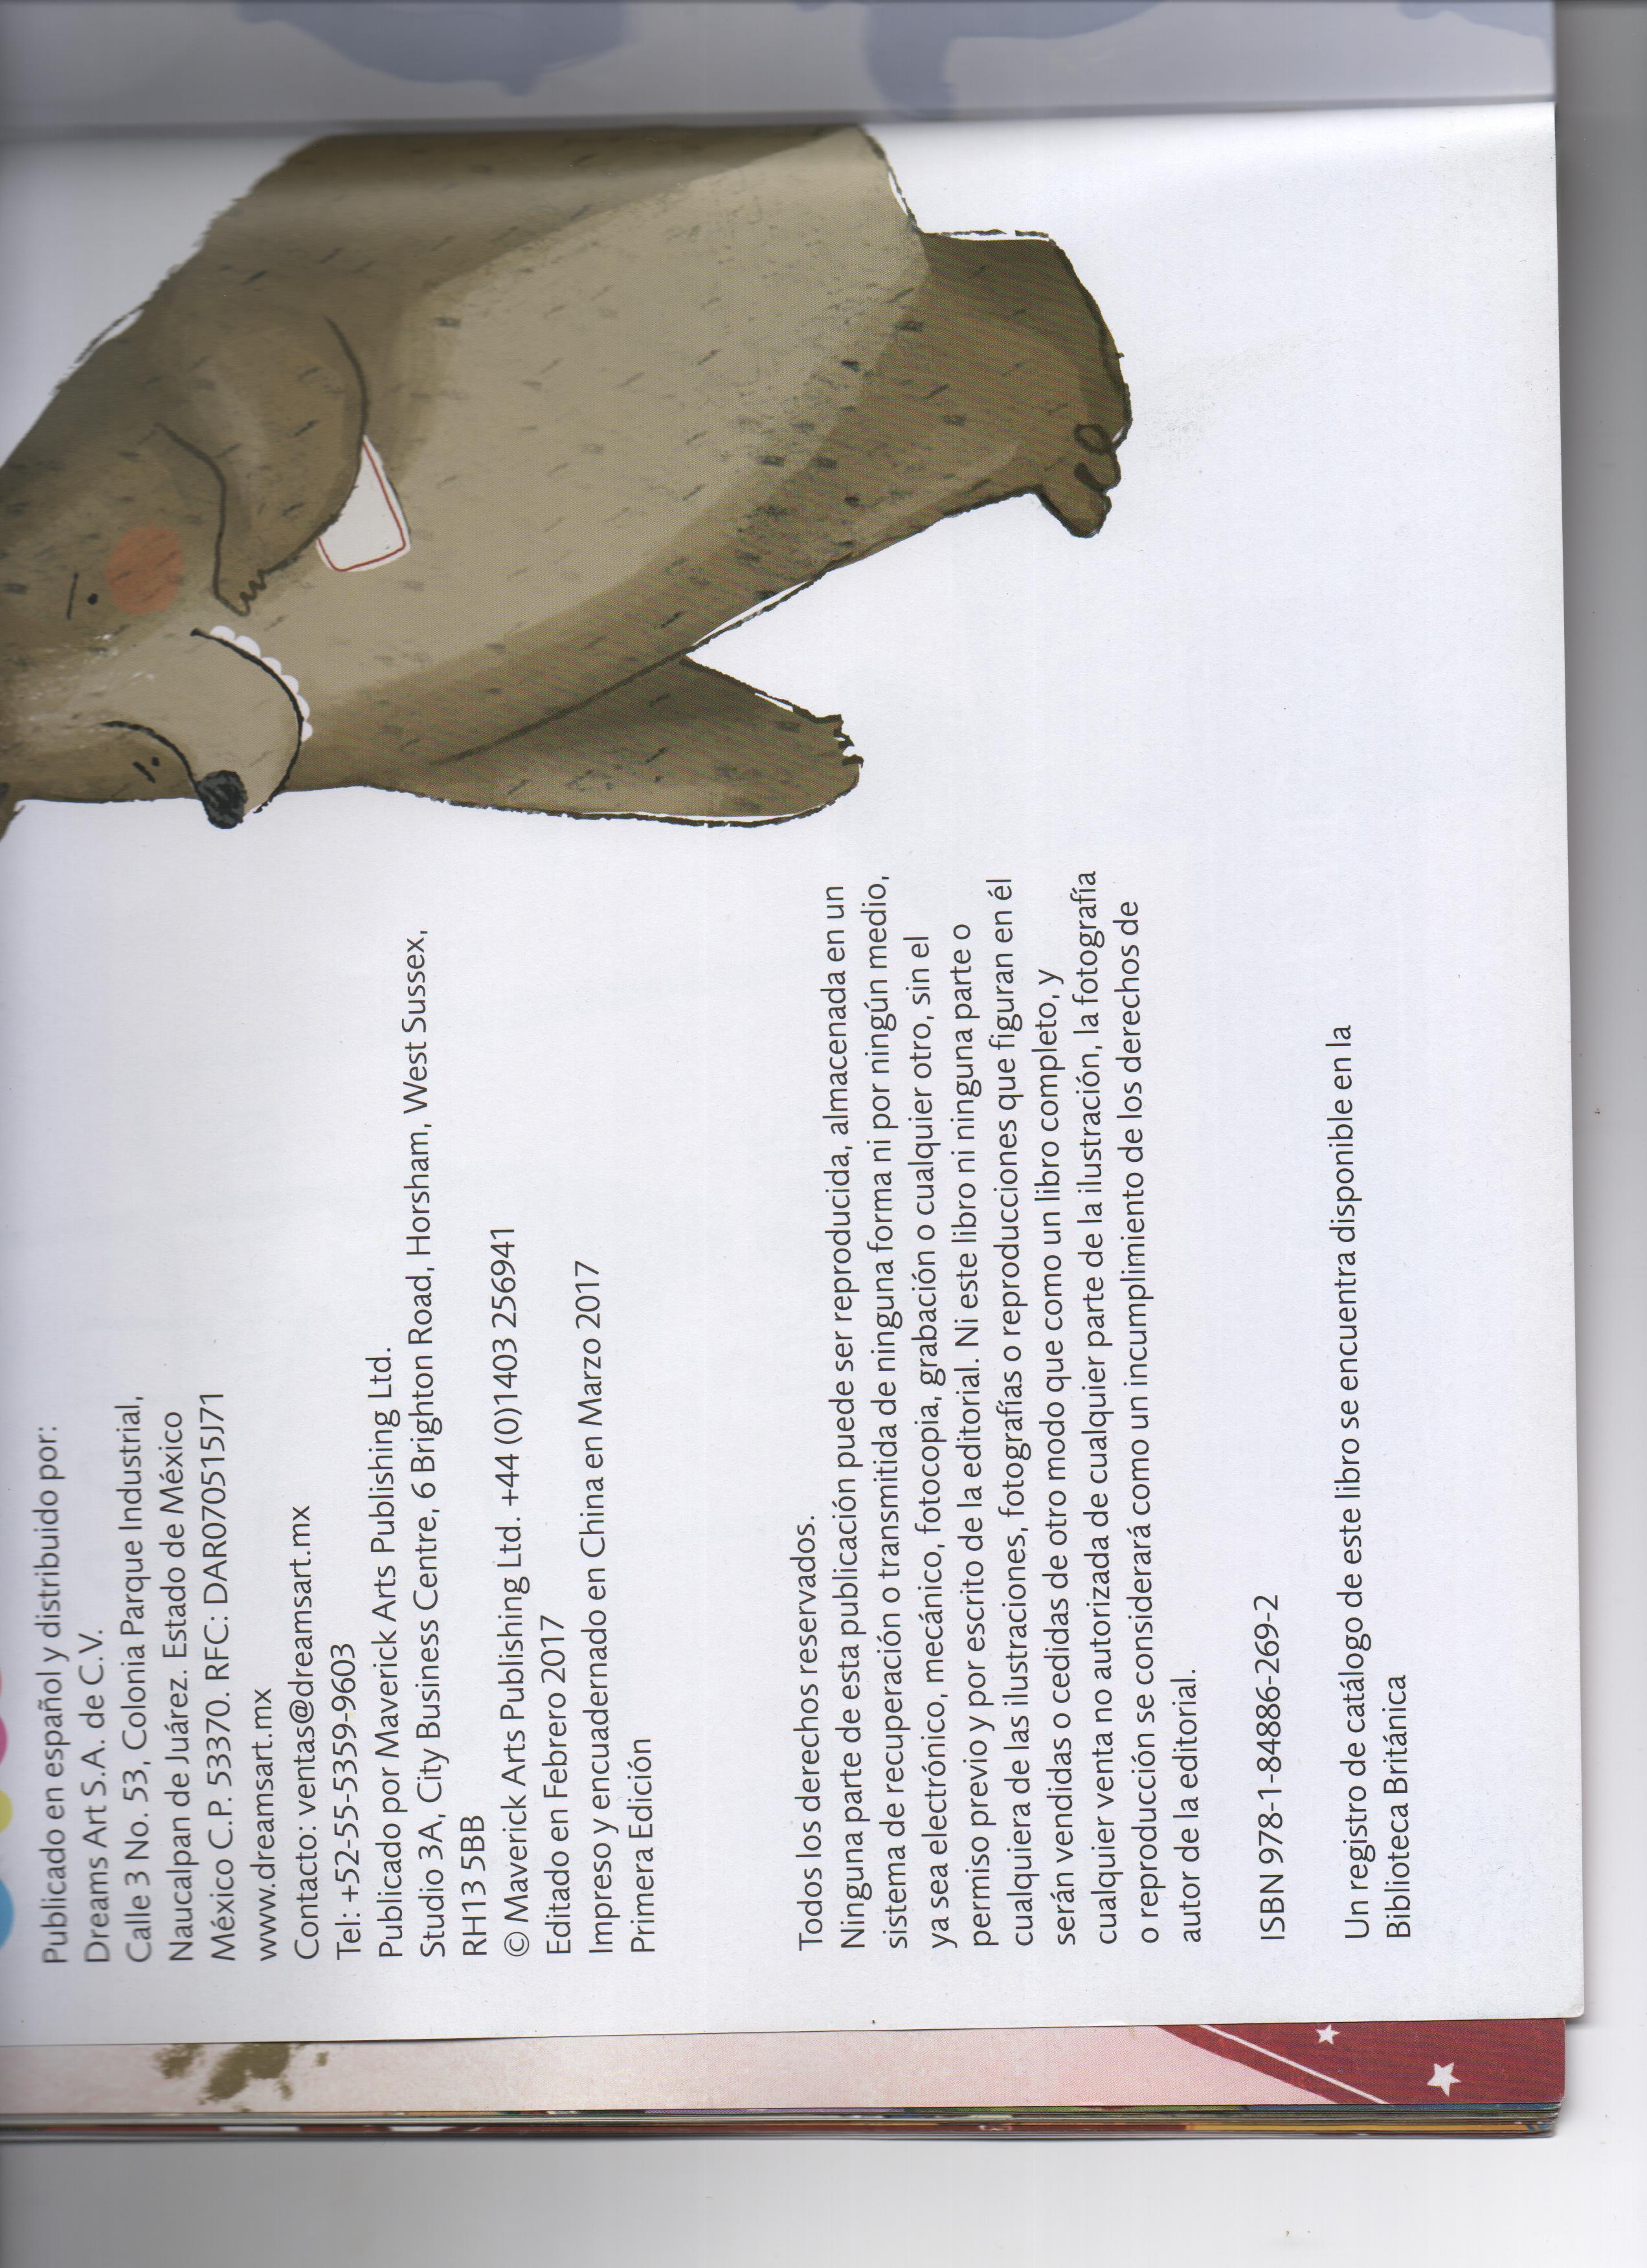 Publicado en español y distribuido por:
Dreams Art S.A. de C.V.
Calle 3 No. 53, Colonia Parque Industrial,
Naucalpan de Juárez. Estado de México
México C.P. 53370. RFC: DAR070515J71
www.dreamsart.mx
Contacto: ventas@dreamsart.mx
Tel: +52-55-5359-9603
Publicado por Maverick Arts Publishing Ltd.
Studio 3A, City Business Centre, 6 Brighton Road, Horsham, West Sussex,
RH13 5BB
© Maverick Arts Publishing Ltd. +44 (0)1403 256941
Editado en Febrero 2017
Impreso y encuadernado en China en Marzo 2017
Primera Edición
Todos los derechos reservados.
Ninguna parte de esta publicación puede ser reproducida, almacenada en un
sistema de recuperación o transmitida de ninguna forma ni por ningún medio,
ya sea electrónico, mecánico, fotocopia, grabación o cualquier otro, sin el
permiso previo y por escrito de la editorial. Ni este libro ni ninguna parte o
cualquiera de las ilustraciones, fotografías o reproducciones que figuran en él
serán vendidas o cedidas de otro modo que como un libro completo, y
cualquier venta no autorizada de cualquier parte de la ilustración, la fotografía
o reproducción se considerará como un incumplimiento de los derechos de
autor de la editorial.
ISBN 978-1-84886-269-2
Un registro de catálogo de este libro se encuentra disponible en la
Biblioteca Británica